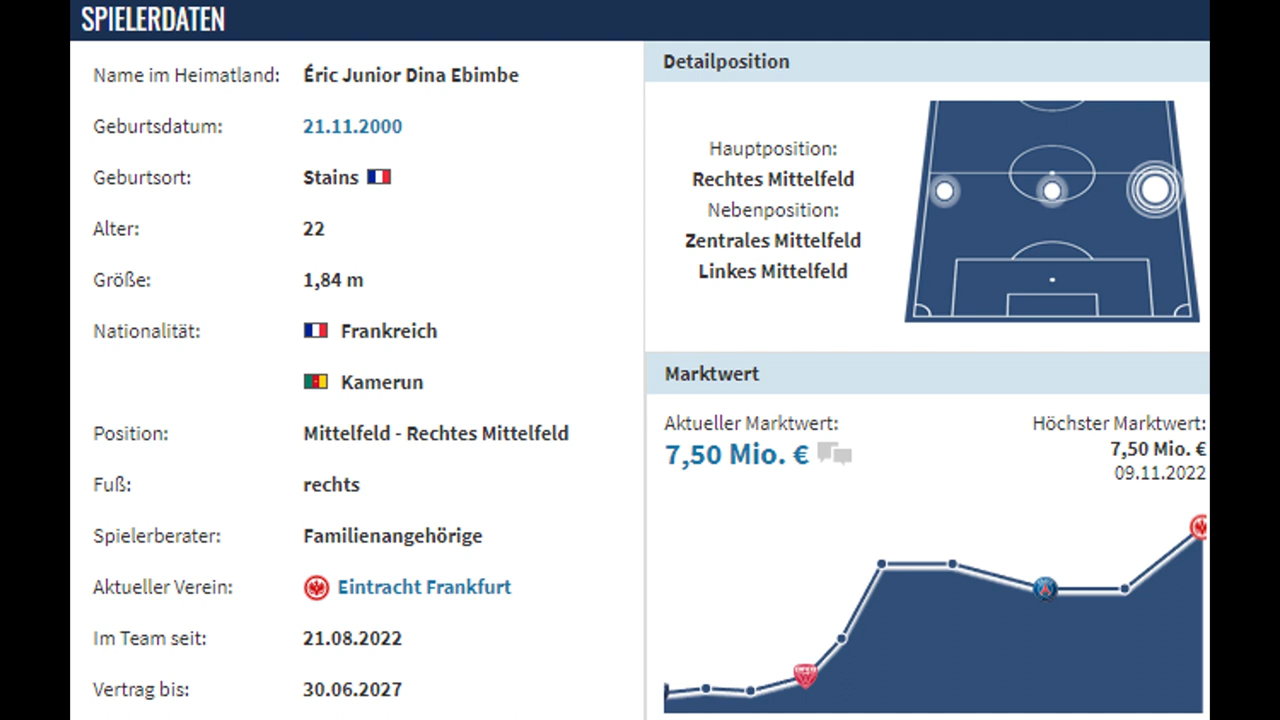 SPIELERDATEN
Name im Heimatland: Éric Junior Dina Ebimbe
Geburtsdatum: 21.11.2000
Geburtsort: Stains
Alter: 22
Größe: 1,84 m
Nationalität: Frankreich
Kamerun
Position: Mittelfeld - Rechtes Mittelfeld
Fuß: rechts
Spielerberater: Familienangehörige
Aktueller Verein: Eintracht Frankfurt
Im Team seit: 21.08.2022
Vertrag bis: 30.06.2027
Detailposition
Hauptposition:
Rechtes Mittelfeld
Nebenposition:
Zentrales Mittelfeld
Linkes Mittelfeld
Marktwert
Aktueller Marktwert:
7,50 Mio. €
Höchster Marktwert:
7,50 Mio. €
09.11.2022